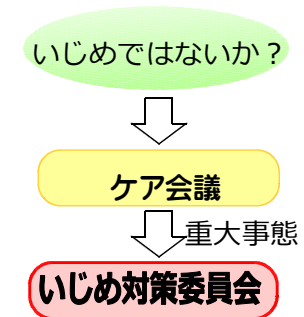 いじめではないか？
ケア会議
重大事態
いじめ対策委員会